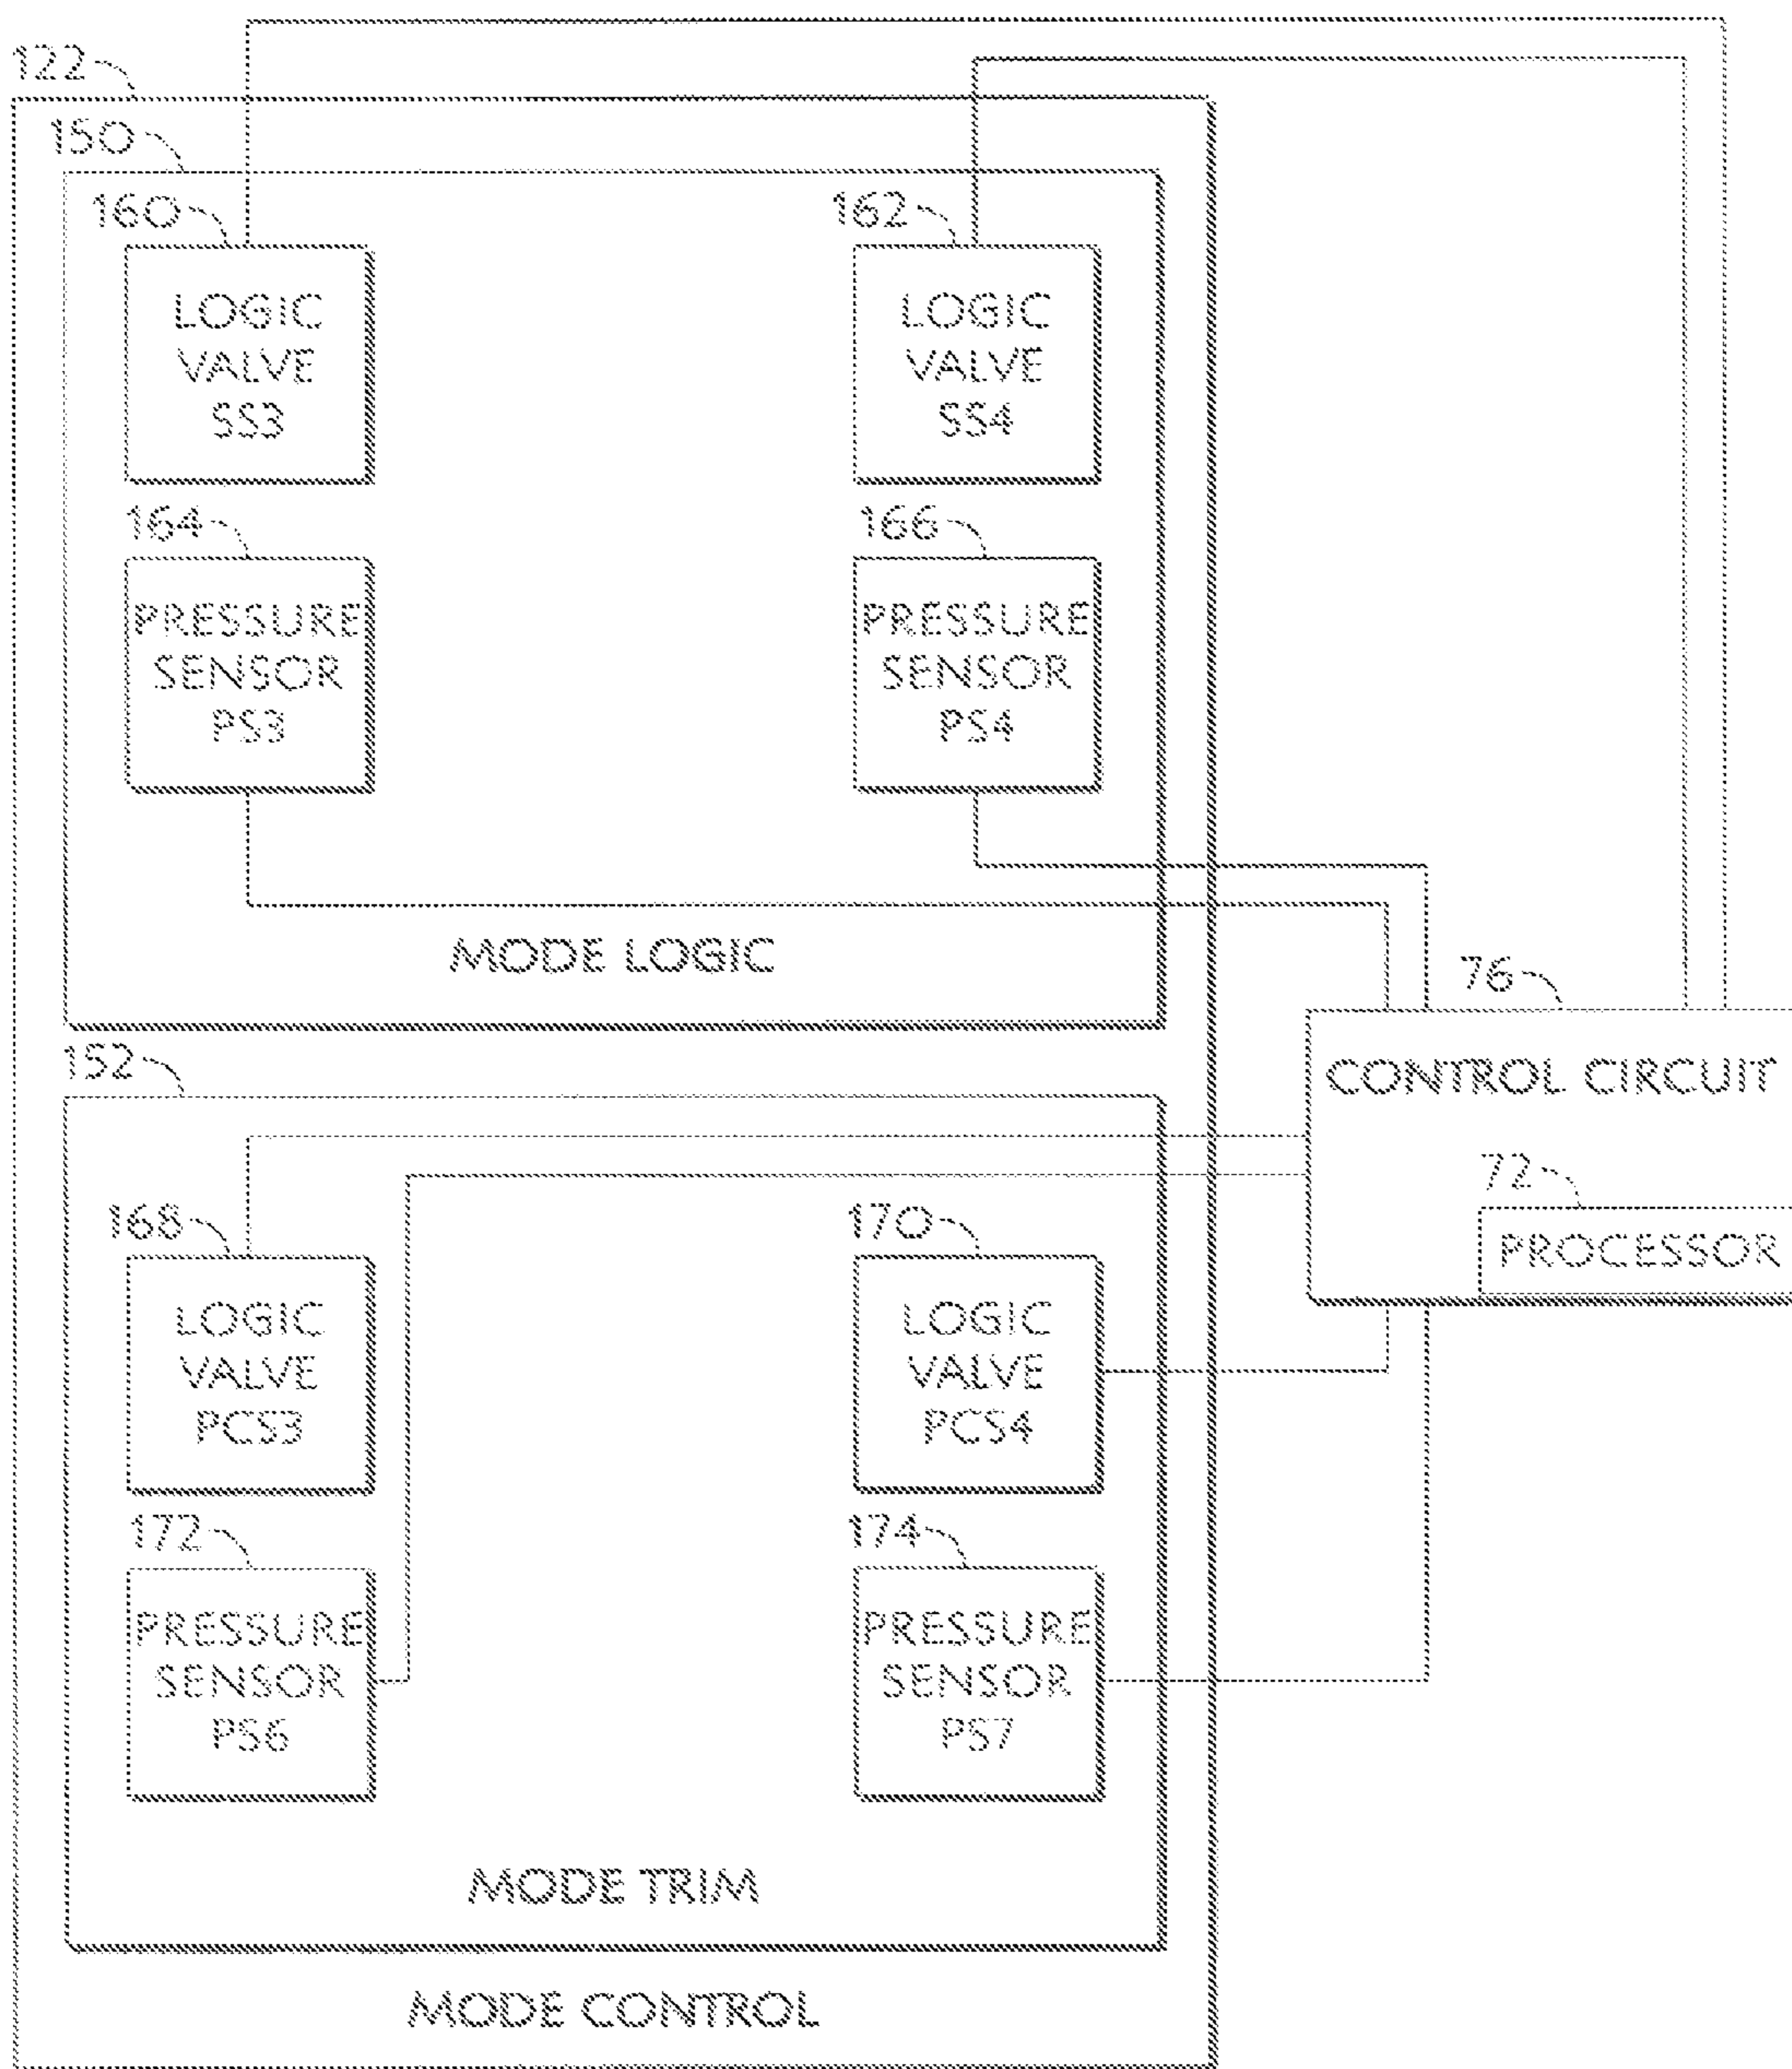 122
150
160
162
LOGIC
VALVE
SS3
LOGIC
VALVE
SS4
164
166
PRESSURE
SENSOR
PS3
PRESSURE
SENSOR
PS4
MODE LOGIC
76
CONTROL CIRCUIT
72
PROCESSOR
152
168
170
LOGIC
VALVE
PCS3
LOGIC
VALVE
PCS4
172
174
PRESSURE
SENSOR
PS6
PRESSURE
SENSOR
PS7
MODE TRIM
MODE CONTROL